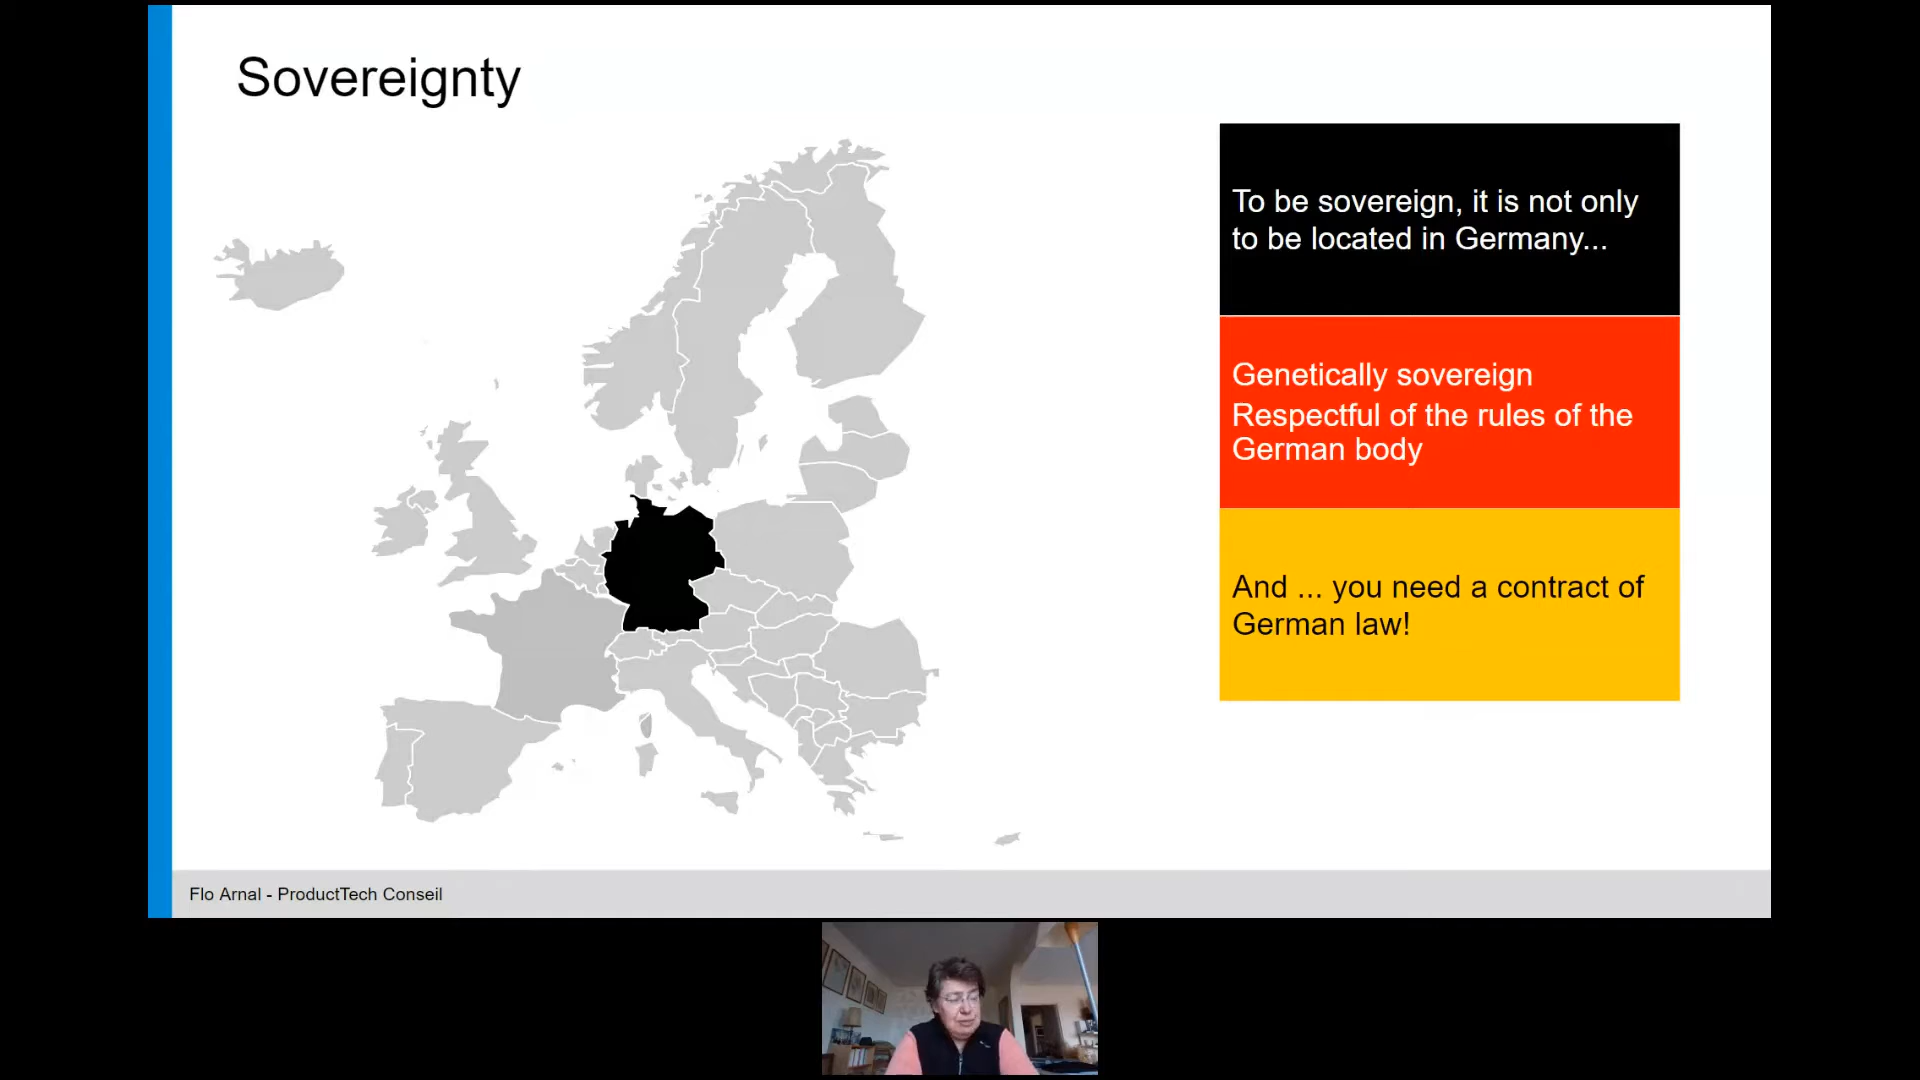 Sovereignty
To be sovereign, it is not only
to be located in Germany...
Genetically sovereign
Respectful of the rules of the
German body
And ... you need a contract of
German law!
Flo Arnal - ProductTech Conseil